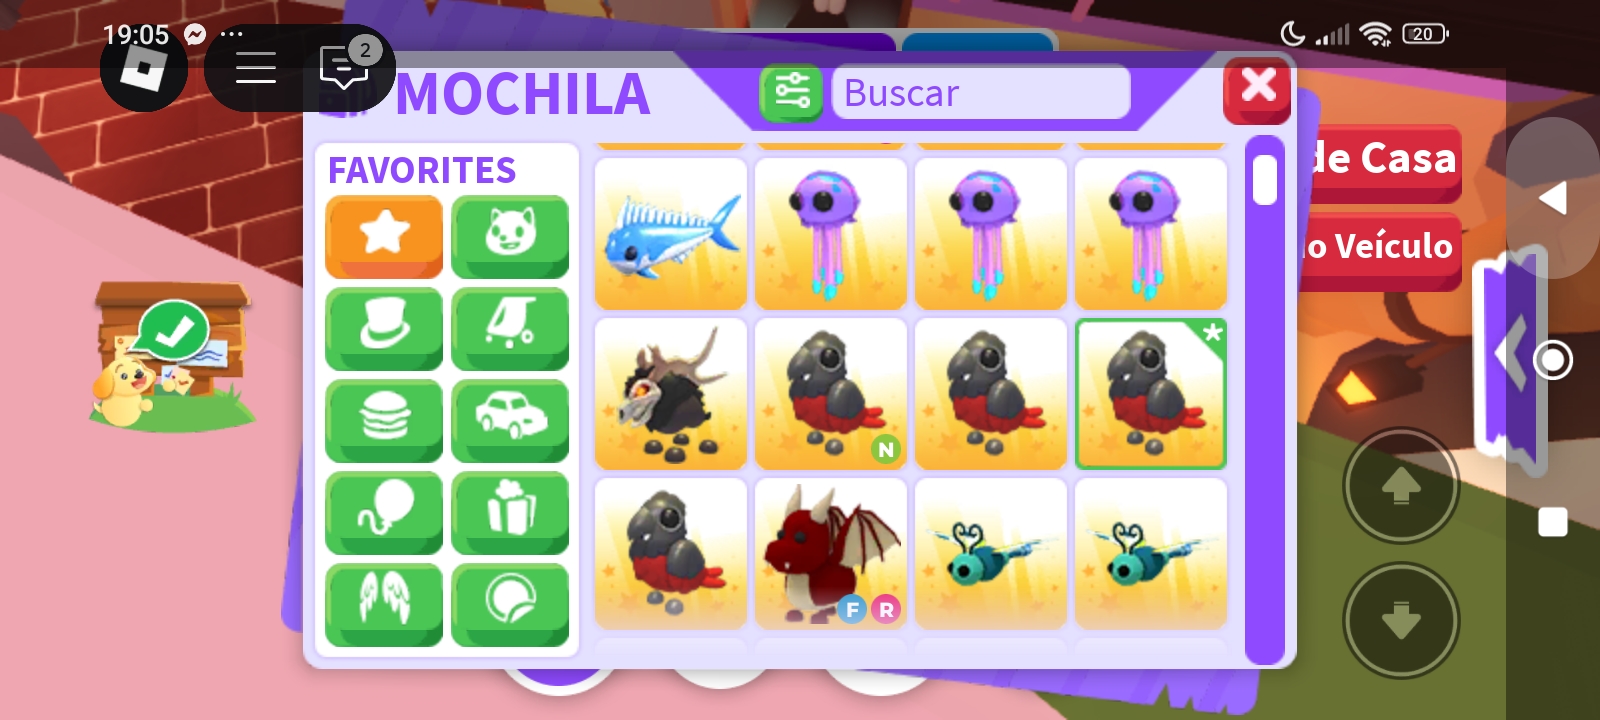 19:05
2
20
MOCHILA
Buscar
FAVORITES
de Casa
o Veículo
N
F R